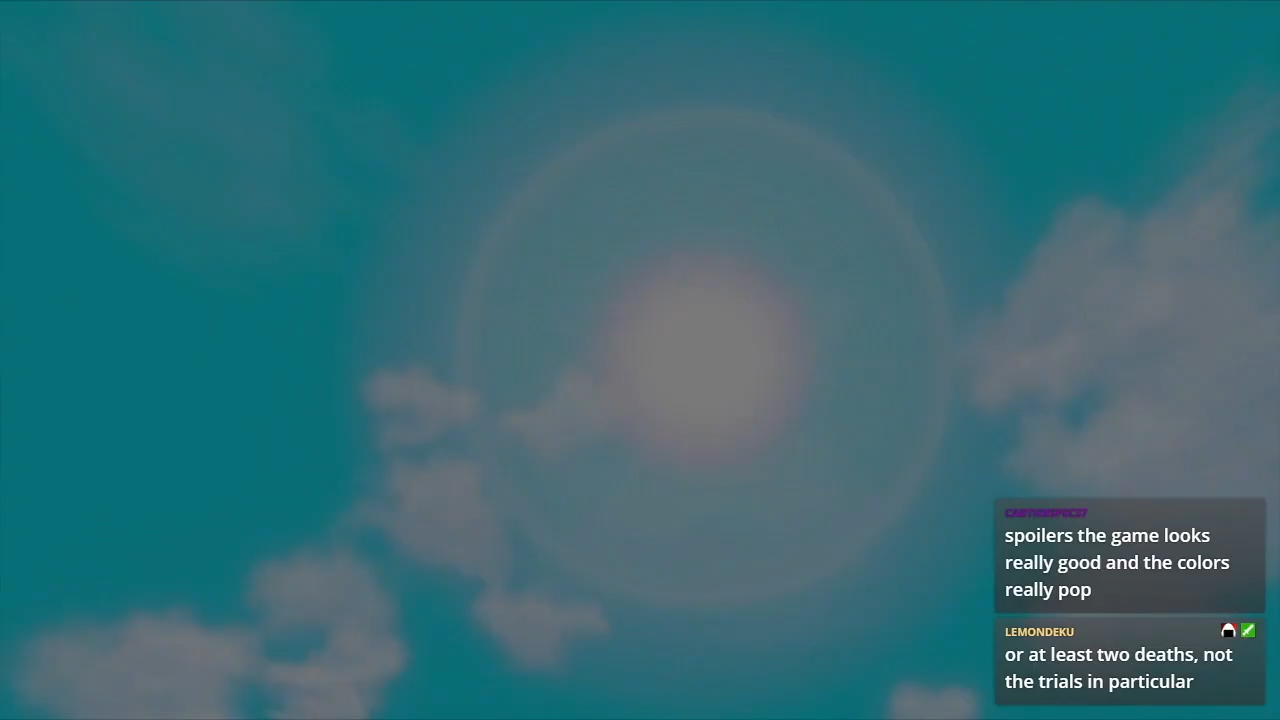 spoilers the game looks
really good and the colors
really pop
LEMONDEKU
or at least two deaths, not
the trials in particular